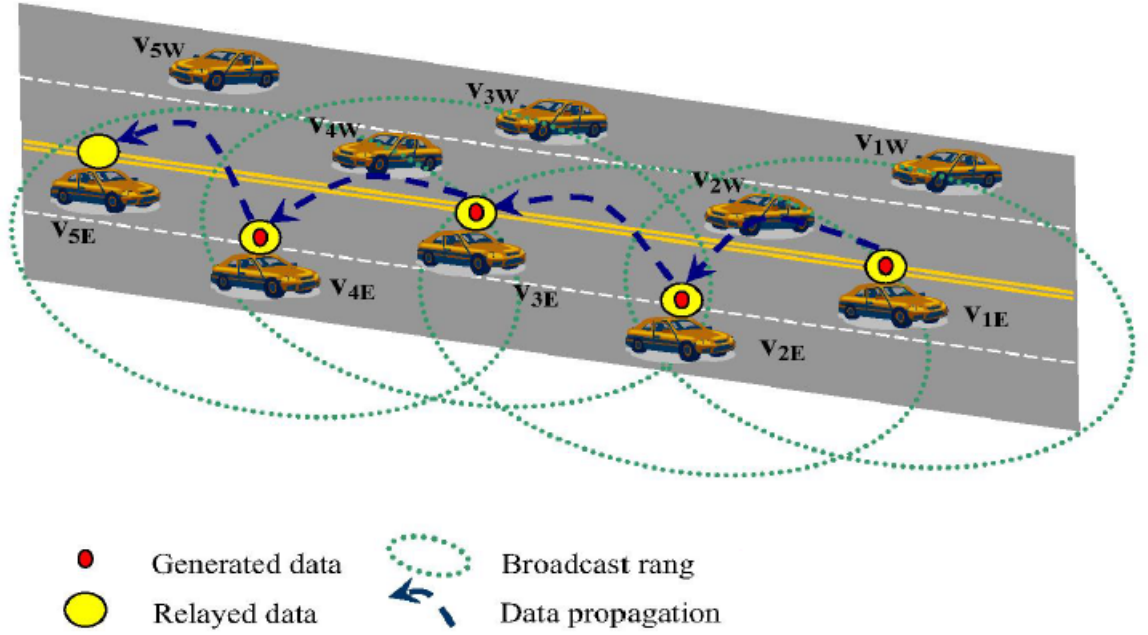 V5W
V3W
V4W
V1W
V2W
V5E
V4E
V3E
V1E
V2E
Generated data
Broadcast rang
Relayed data
Data propagation